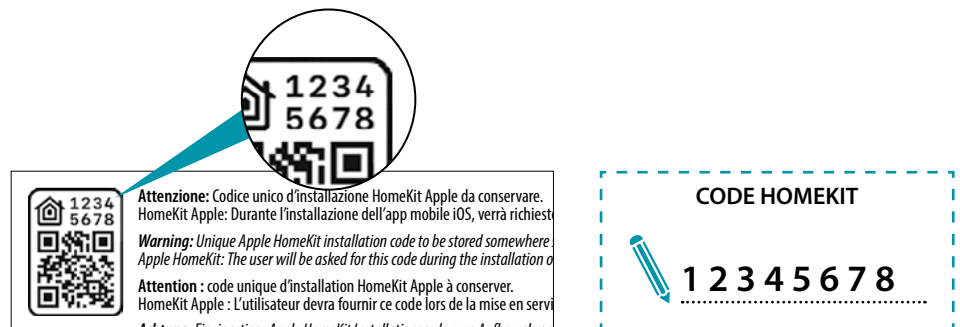 1234
5678
1234
5678
Attenzione: Codice unico d'installazione HomeKit Apple da conservare.
HomeKit Apple: Durante l'installazione dell'app mobile iOS, verrà richiest
Warning: Unique Apple HomeKit installation code to be stored somewhere
Apple HomeKit: The user will be asked for this code during the installation o
Attention : code unique d'installation HomeKit Apple à conserver.
HomeKit Apple : L'utilisateur devra fournir ce code lors de la mise en servi
CODE HOMEKIT
1 2 3 4 5 6 7 8